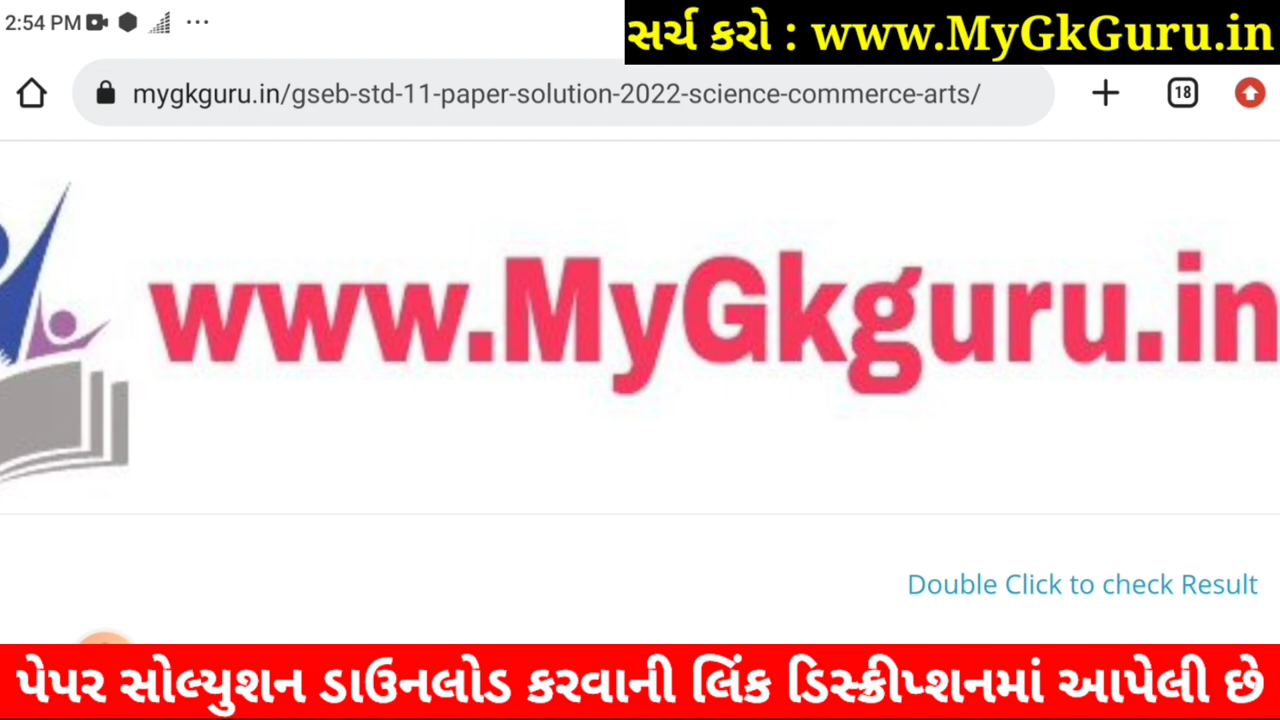 2:54 PM
સર્ચ કરો : www.MyGkGuru.in
mygkguru.in/gseb-std-11-paper-solution-2022-science-commerce-arts/
18
www.MyGkguru.in
Double Click to check Result
પેપર સોલ્યુશન ડાઉનલોડ કરવાની લિંક ડિસ્ક્રીપ્શનમાં આપેલી છે